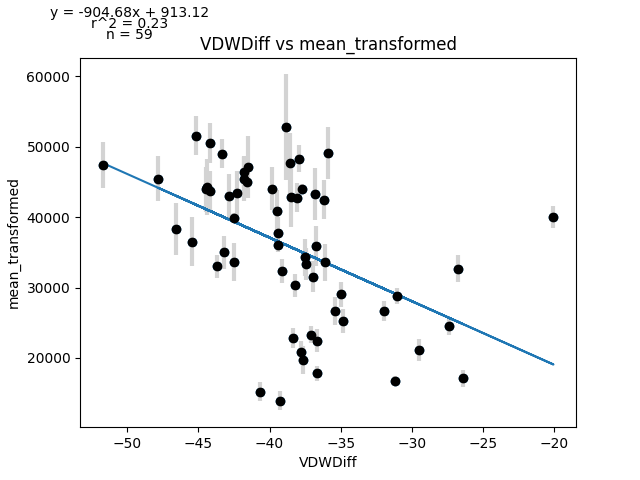 y = -904.68x + 913.12
r^2 = 0.23
n = 59
VDWDiff vs mean_transformed
60000
50000
40000
30000
20000
mean_transformed
−50
−45
−40
−35
−30
−25
−20
VDWDiff